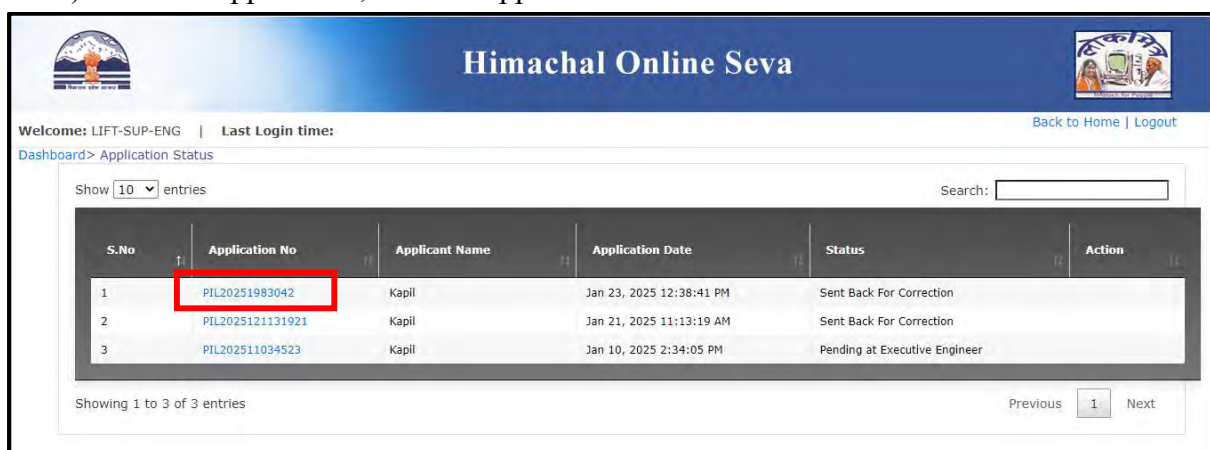 Himachal Online Seva
लोकमित्र
Welcome: LIFT-SUP-ENG | Last Login time:
Back to Home | Logout
Dashboard> Application Status
Show 10 entries
Search:
S.No Application No Applicant Name Application Date Status Action
1 PIL20251983042 Kapil Jan 23, 2025 12:38:41 PM Sent Back For Correction
2 PIL2025121131921 Kapil Jan 21, 2025 11:13:19 AM Sent Back For Correction
3 PIL202511034523 Kapil Jan 10, 2025 2:34:05 PM Pending at Executive Engineer
Showing 1 to 3 of 3 entries
Previous 1 Next